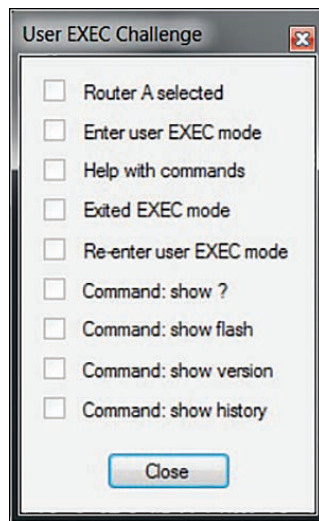 User EXEC Challenge
Router A selected
Enter user EXEC mode
Help with commands
Exited EXEC mode
Re-enter user EXEC mode
Command: show ?
Command: show flash
Command: show version
Command: show history
Close